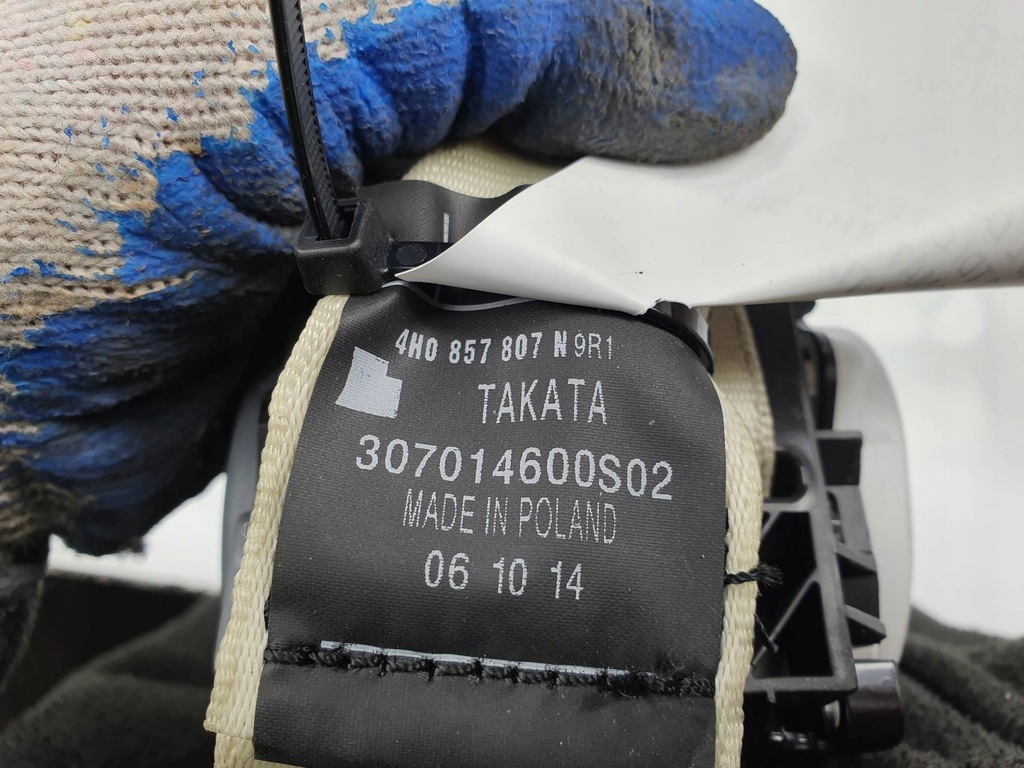 4H0 857 807 N 9R1
TAKATA
307014600S02
MADE IN POLAND
06 10 14